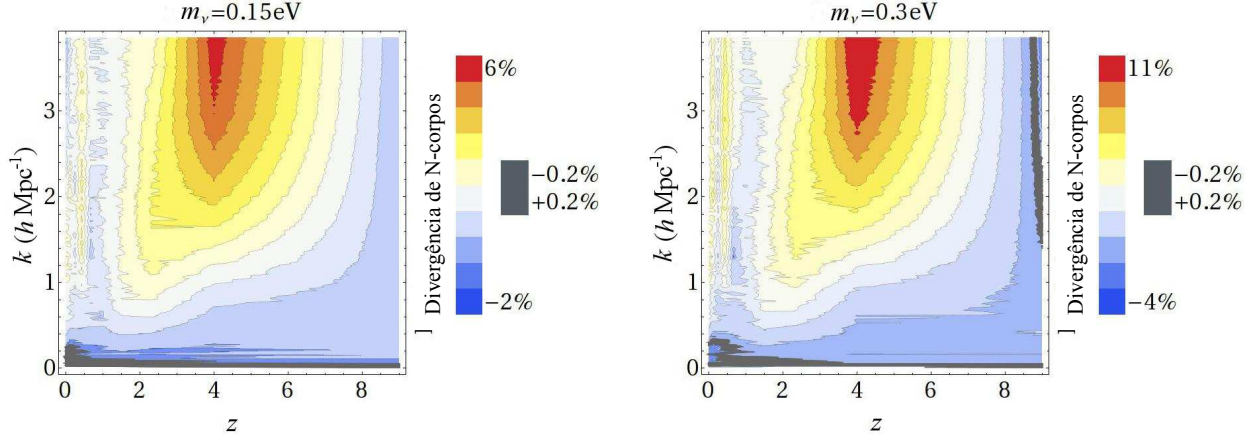 mν=0.15eV
k (h Mpc⁻¹)
3
2
1
0
0 2 4 6 8
z
6%
-2%
Divergência de N-corpos
]
-0.2%
+0.2%
mν=0.3eV
k (h Mpc⁻¹)
3
2
1
0
0 2 4 6 8
z
11%
-4%
Divergência de N-corpos
]
-0.2%
+0.2%